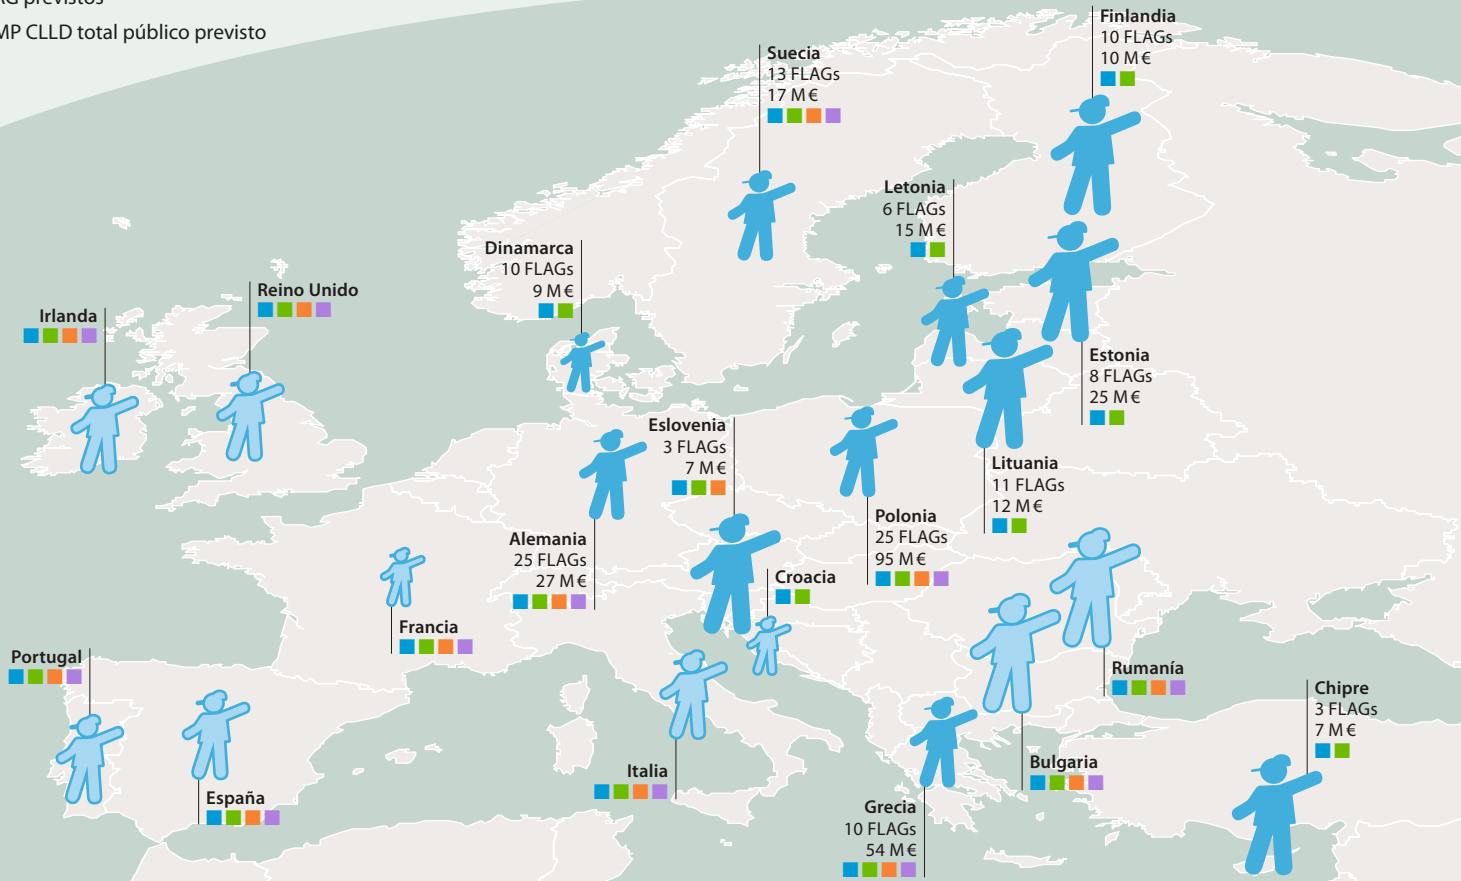 previstos
CLLD total público previsto
Finlandia
10 FLAGs
10 M€
Suecia
13 FLAGs
17 M€
Letonia
6 FLAGs
15 M€
Dinamarca
10 FLAGs
9 M€
Reino Unido
Irlanda
Estonia
8 FLAGs
25 M€
Eslovenia
3 FLAGs
7 M€
Lituania
11 FLAGs
12 M€
Polonia
25 FLAGs
95 M€
Alemania
25 FLAGs
27 M€
Croacia
Francia
Portugal
Rumanía
Chipre
3 FLAGs
7 M€
Bulgaria
Italia
España
Grecia
10 FLAGs
54 M€